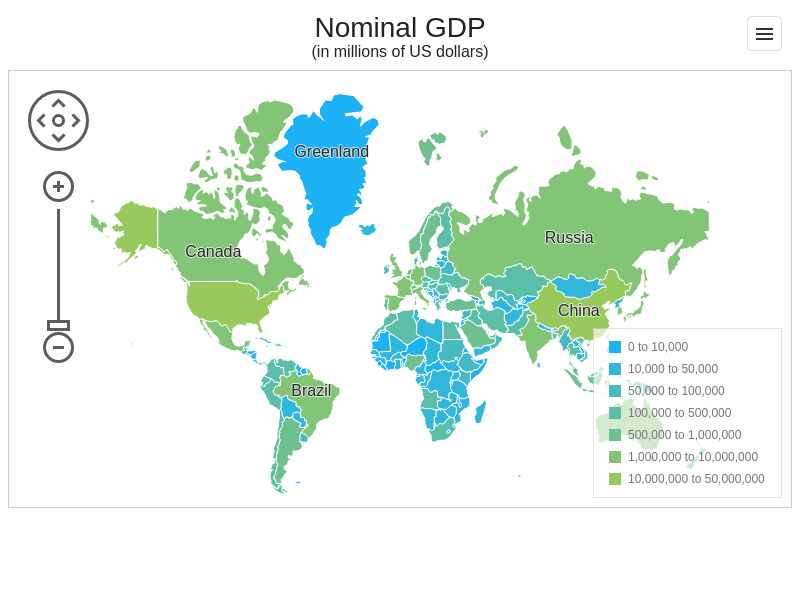 Nominal GDP
(in millions of US dollars)
Greenland
Canada
Russia
China
Brazil
0 to 10,000
10,000 to 50,000
50,000 to 100,000
100,000 to 500,000
500,000 to 1,000,000
1,000,000 to 10,000,000
10,000,000 to 50,000,000